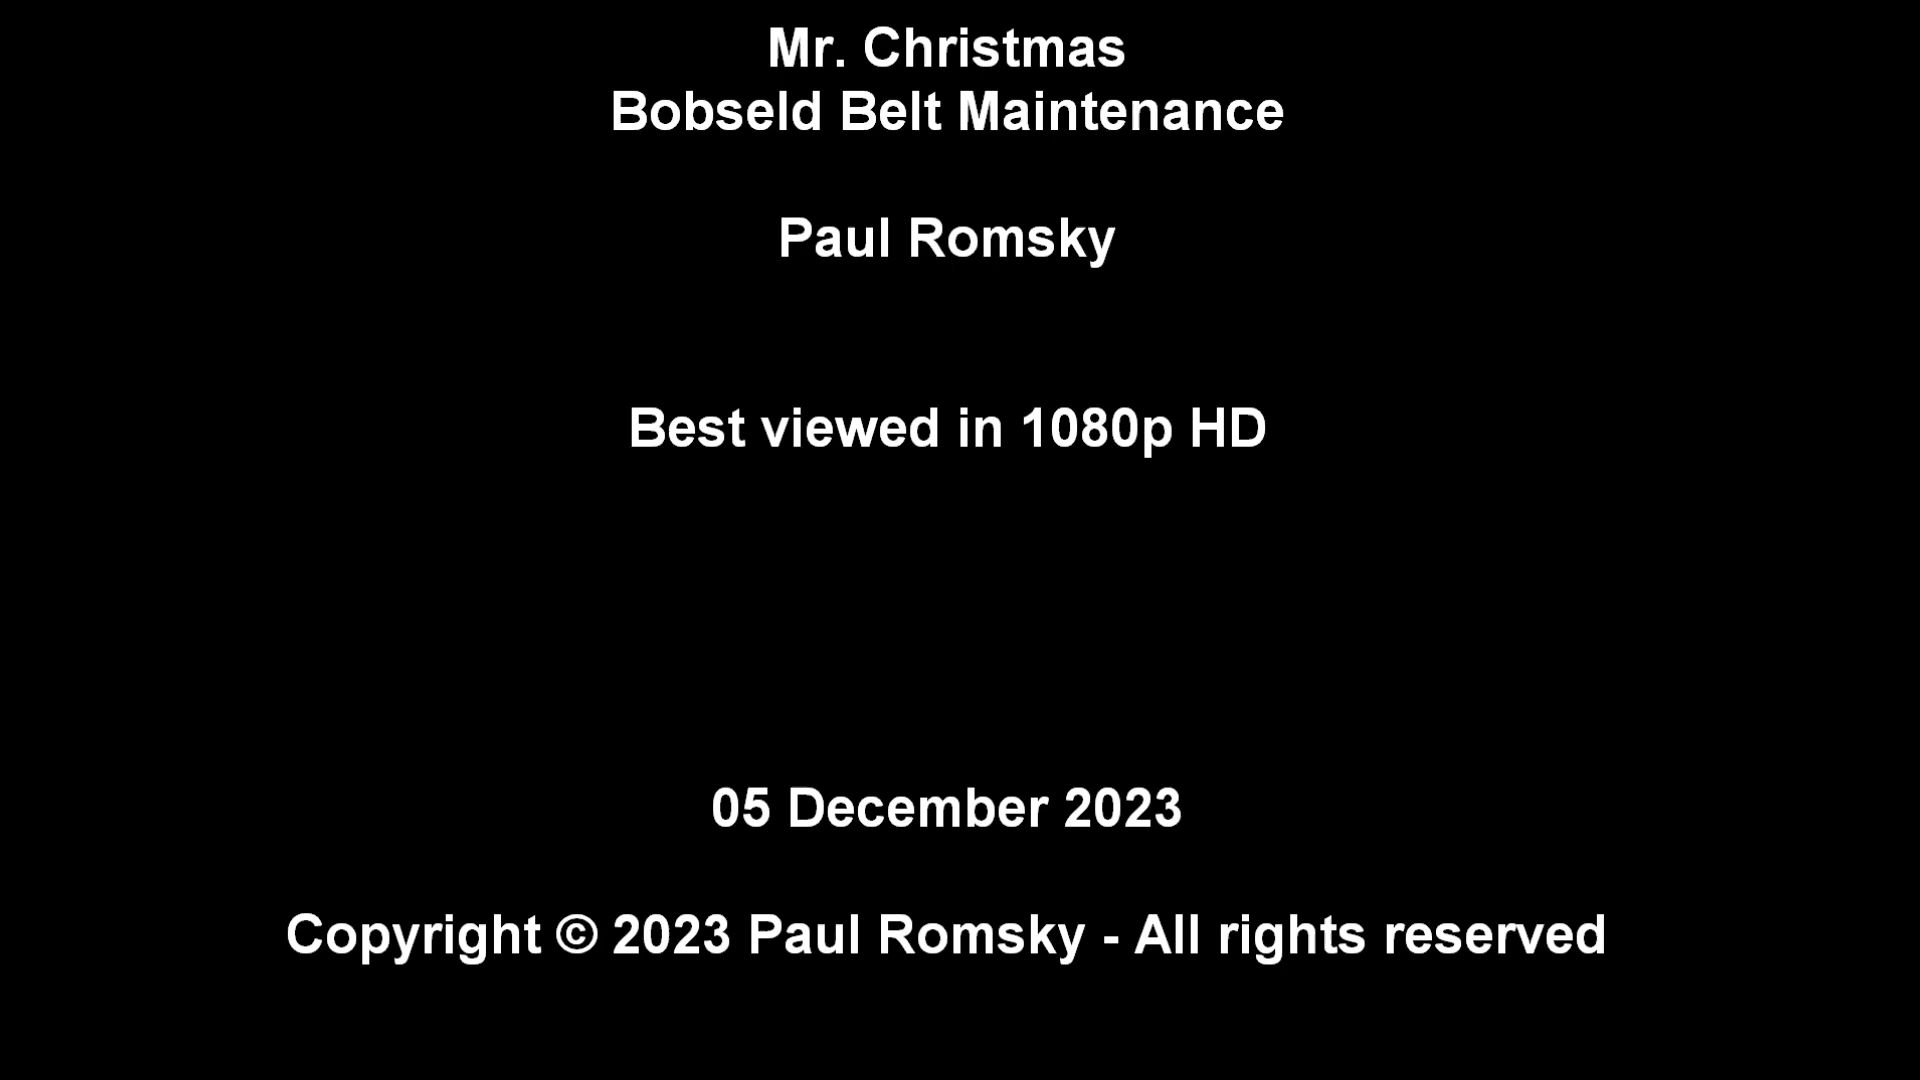 Mr. Christmas
Bobseld Belt Maintenance
Paul Romsky
Best viewed in 1080p HD
05 December 2023
Copyright © 2023 Paul Romsky - All rights reserved